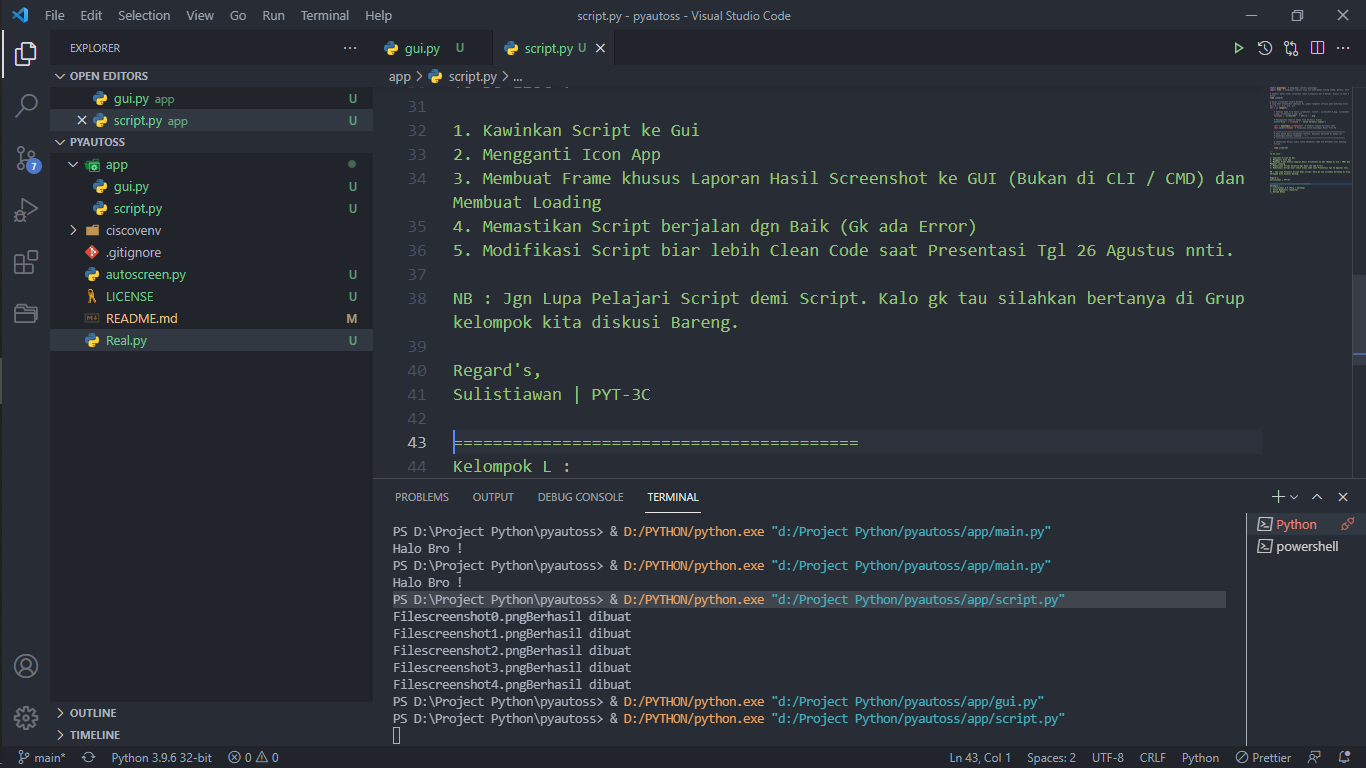 File Edit Selection View Go Run Terminal Help
script.py - pyautoss - Visual Studio Code
EXPLORER
OPEN EDITORS
gui.py app U
script.py app U
PYAUTOSS
app
gui.py U
script.py U
ciscovenv
.gitignore
autoscreen.py U
LICENSE U
README.md M
Real.py U
OUTLINE
TIMELINE
7
gui.py U
script.py U
app > script.py > ...
31
32 1. Kawinkan Script ke Gui
33 2. Mengganti Icon App
34 3. Membuat Frame khusus Laporan Hasil Screenshot ke GUI (Bukan di CLI / CMD) dan
Membuat Loading
35 4. Memastikan Script berjalan dgn Baik (Gk ada Error)
36 5. Modifikasi Script biar lebih Clean Code saat Presentasi Tgl 26 Agustus nnti.
37
38 NB : Jgn Lupa Pelajari Script demi Script. Kalo gk tau silahkan bertanya di Grup
kelompok kita diskusi Bareng.
39
40 Regard's,
41 Sulistiawan | PYT-3C
42
43 =========================================
44 Kelompok L :
PROBLEMS OUTPUT DEBUG CONSOLE TERMINAL
PS D:\Project Python\pyautoss> & D:/PYTHON/python.exe "d:/Project Python/pyautoss/app/main.py"
Halo Bro !
PS D:\Project Python\pyautoss> & D:/PYTHON/python.exe "d:/Project Python/pyautoss/app/main.py"
Halo Bro !
PS D:\Project Python\pyautoss> & D:/PYTHON/python.exe "d:/Project Python/pyautoss/app/script.py"
Filescreenshot0.pngBerhasil dibuat
Filescreenshot1.pngBerhasil dibuat
Filescreenshot2.pngBerhasil dibuat
Filescreenshot3.pngBerhasil dibuat
Filescreenshot4.pngBerhasil dibuat
PS D:\Project Python\pyautoss> & D:/PYTHON/python.exe "d:/Project Python/pyautoss/app/gui.py"
PS D:\Project Python\pyautoss> & D:/PYTHON/python.exe "d:/Project Python/pyautoss/app/script.py"
Python
powershell
main* Python 3.9.6 32-bit 0 0
Ln 43, Col 1 Spaces: 2 UTF-8 CRLF Python Prettier